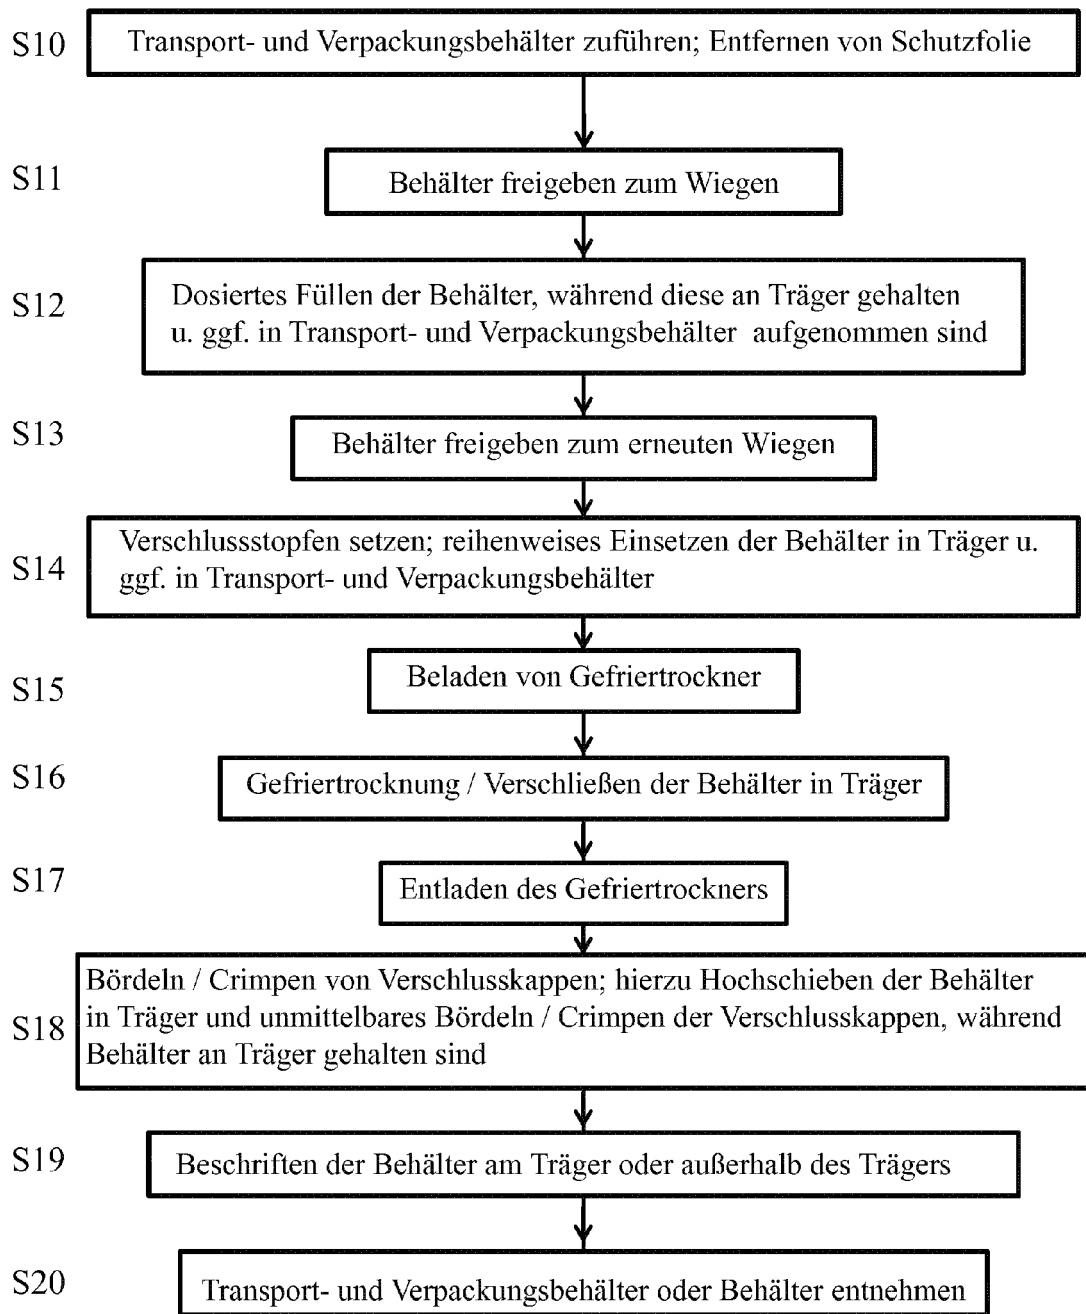 S10 Transport- und Verpackungsbehälter zuführen; Entfernen von Schutzfolie
S11 Behälter freigeben zum Wiegen
S12 Dosiertes Füllen der Behälter, während diese an Träger gehalten
u. ggf. in Transport- und Verpackungsbehälter aufgenommen sind
S13 Behälter freigeben zum erneuten Wiegen
S14 Verschlussstopfen setzen; reihenweises Einsetzen der Behälter in Träger u.
ggf. in Transport- und Verpackungsbehälter
S15 Beladen von Gefriertrockner
S16 Gefriertrocknung / Verschließen der Behälter in Träger
S17 Entladen des Gefriertrockners
S18 Bördeln / Crimpen von Verschlusskappen; hierzu Hochschieben der Behälter
in Träger und unmittelbares Bördeln / Crimpen der Verschlusskappen, während
Behälter an Träger gehalten sind
S19 Beschriften der Behälter am Träger oder außerhalb des Trägers
S20 Transport- und Verpackungsbehälter oder Behälter entnehmen